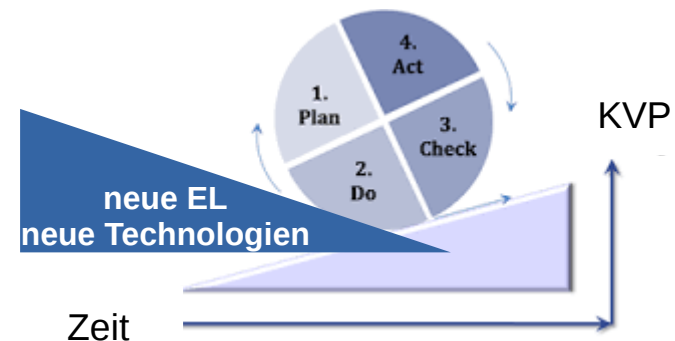 4.
Act
1.
Plan
3.
Check
2.
Do
KVP
neue EL
neue Technologien
Zeit